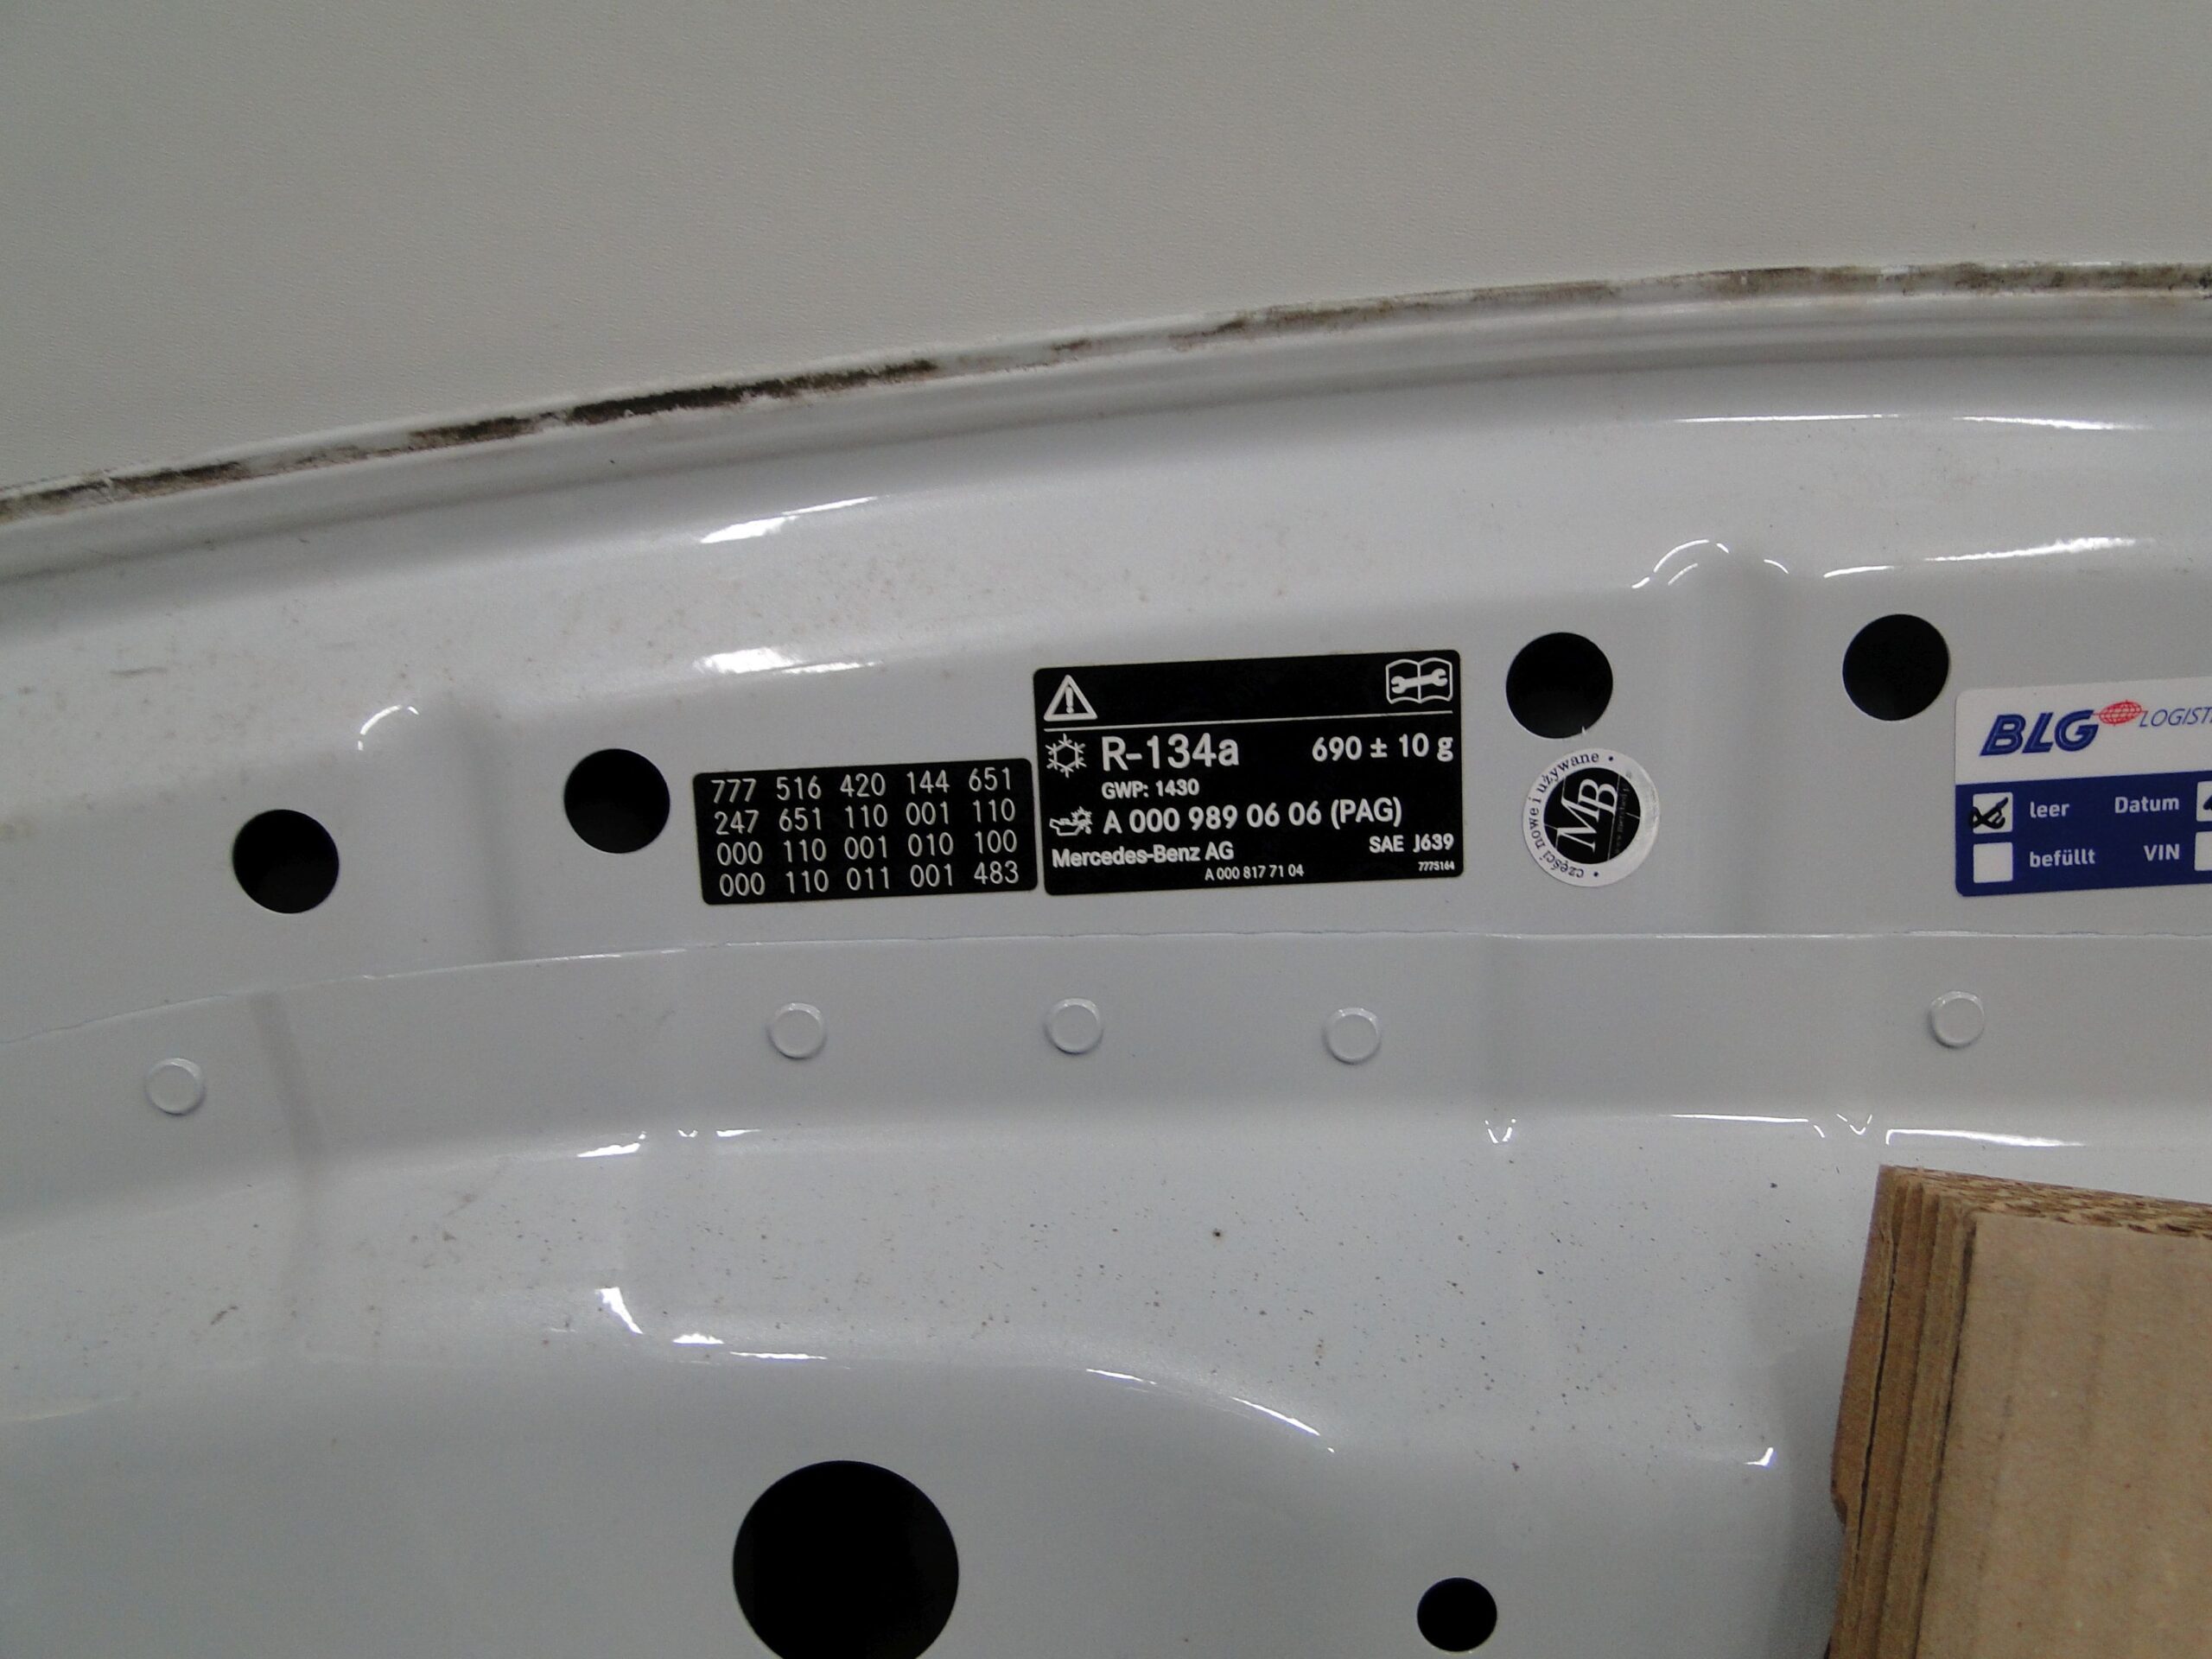 777 516 420 144 651
247 651 110 001 110
000 110 001 010 100
000 110 011 001 483
R-134a 690 ± 10 g
GWP: 1430
A 000 989 06 06 (PAG)
Mercedes-Benz AG SAE J639
A 000 817 71 04 7775164
części nowe i używane
MB
BLG LOGIST
leer Datum
befüllt VIN